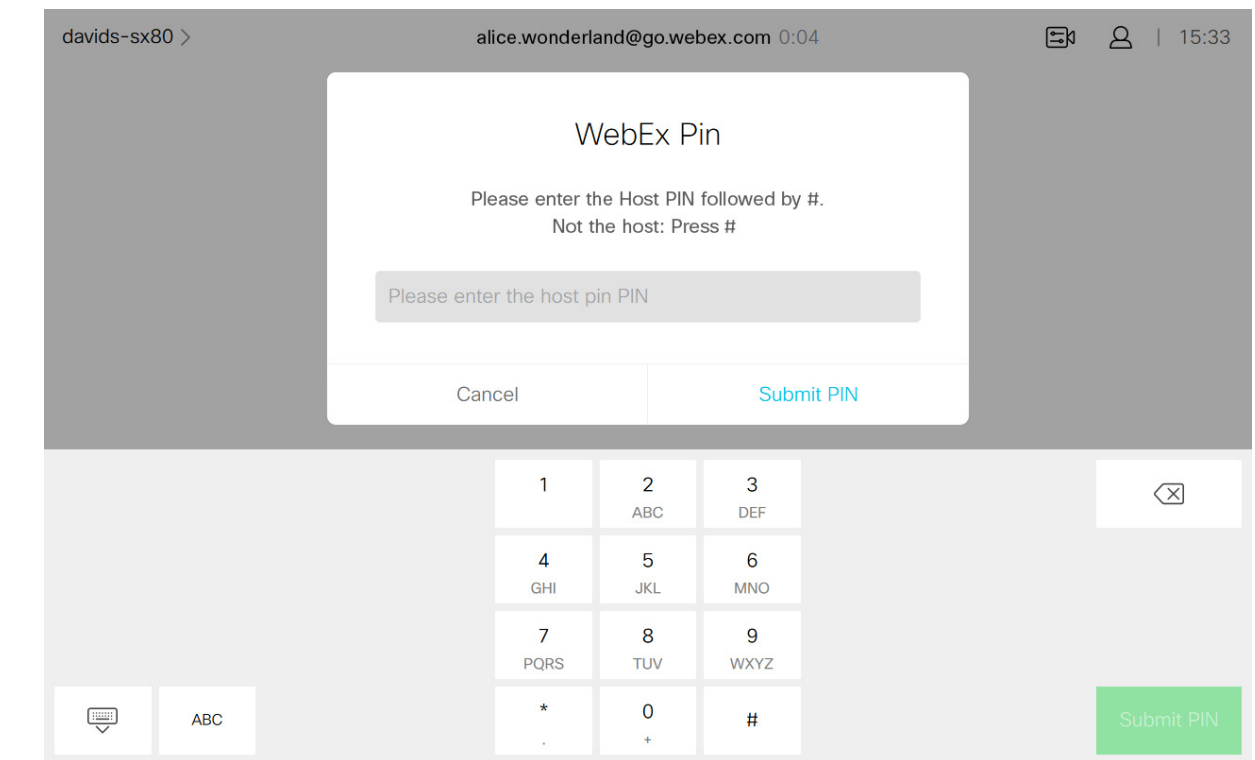 davids-sx80 >
alice.wonderland@go.webex.com 0:04
| 15:33
WebEx Pin
Please enter the Host PIN followed by #.
Not the host: Press #
Please enter the host pin PIN
Cancel
Submit PIN
1
2
3
ABC
DEF
4
5
6
GHI
JKL
MNO
7
8
9
PQRS
TUV
WXYZ
ABC
*
0
#
.
+
Submit PIN